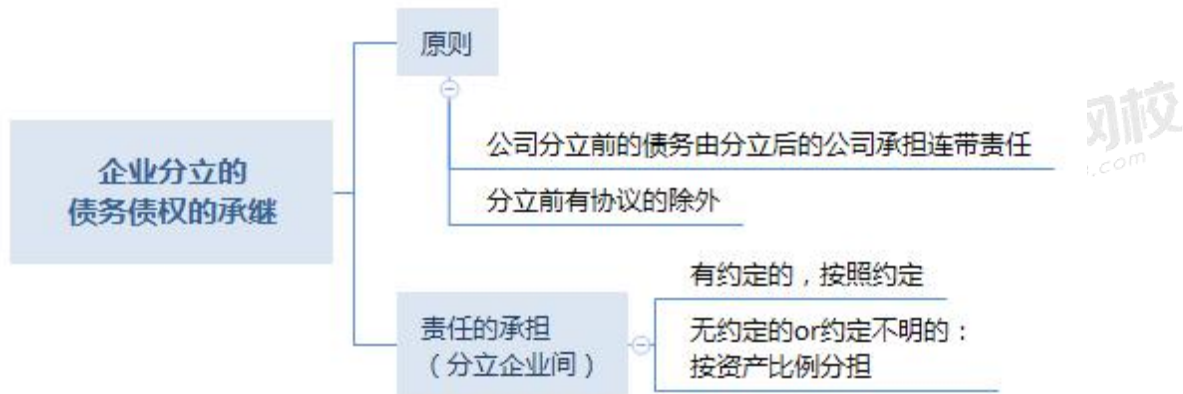 原则
公司分立前的债务由分立后的公司承担连带责任
分立前有协议的除外
企业分立的
债务债权的承继
责任的承担
（分立企业间）
有约定的，按照约定
无约定的or约定不明的：
按资产比例分担
网校
.com